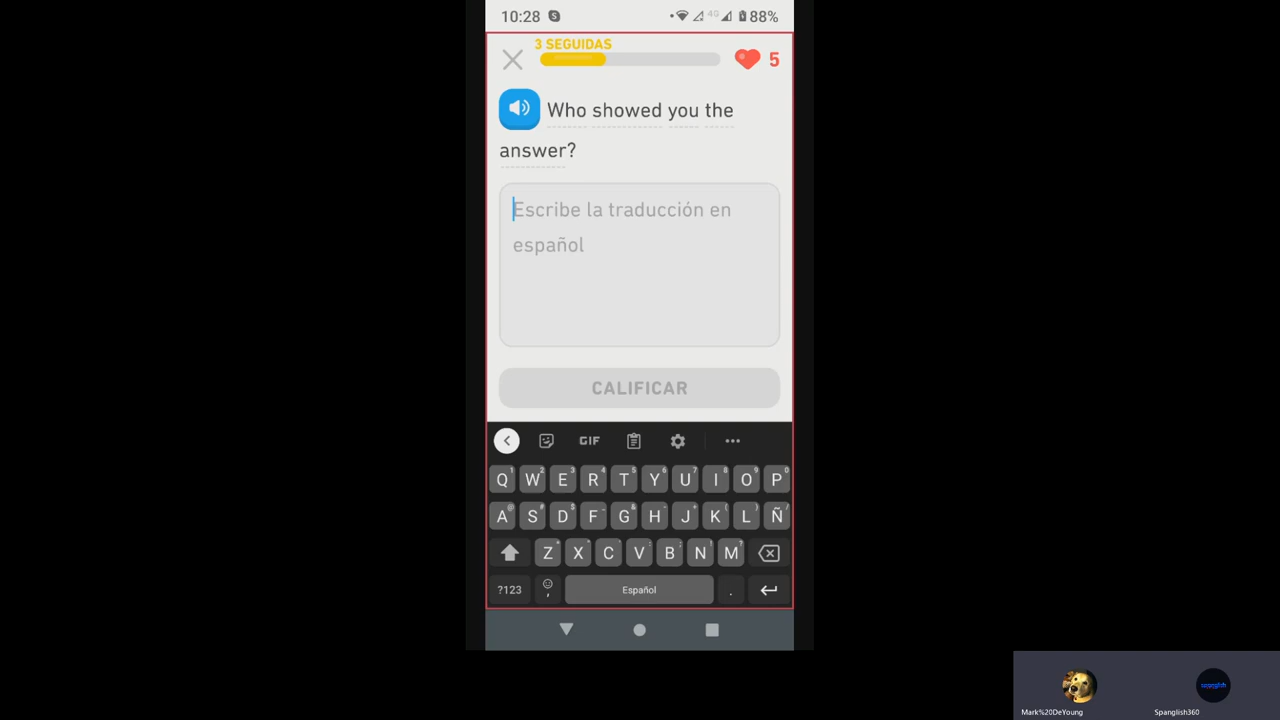 10:28 S 4G 88%
3 SEGUIDAS
5
Who showed you the
answer?
Escribe la traducción en
español
CALIFICAR
GIF
Q W E R T Y U I O P
A S D F G H J K L Ñ
Z X C V B N M
?123 , Español .
Mark%20DeYoung Spanglish360